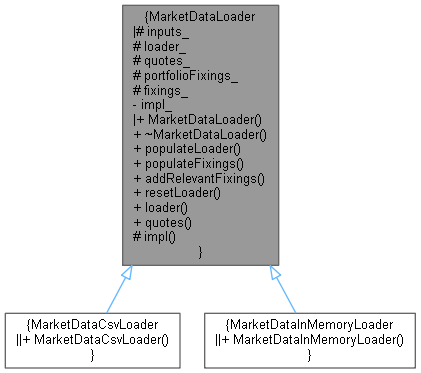 {MarketDataLoader
|# inputs_
# loader_
# quotes_
# portfolioFixings_
# fixings_
- impl_
|+ MarketDataLoader()
+ ~MarketDataLoader()
+ populateLoader()
+ populateFixings()
+ addRelevantFixings()
+ resetLoader()
+ loader()
+ quotes()
# impl()
}
{MarketDataCsvLoader
||+ MarketDataCsvLoader()
}
{MarketDataInMemoryLoader
||+ MarketDataInMemoryLoader()
}